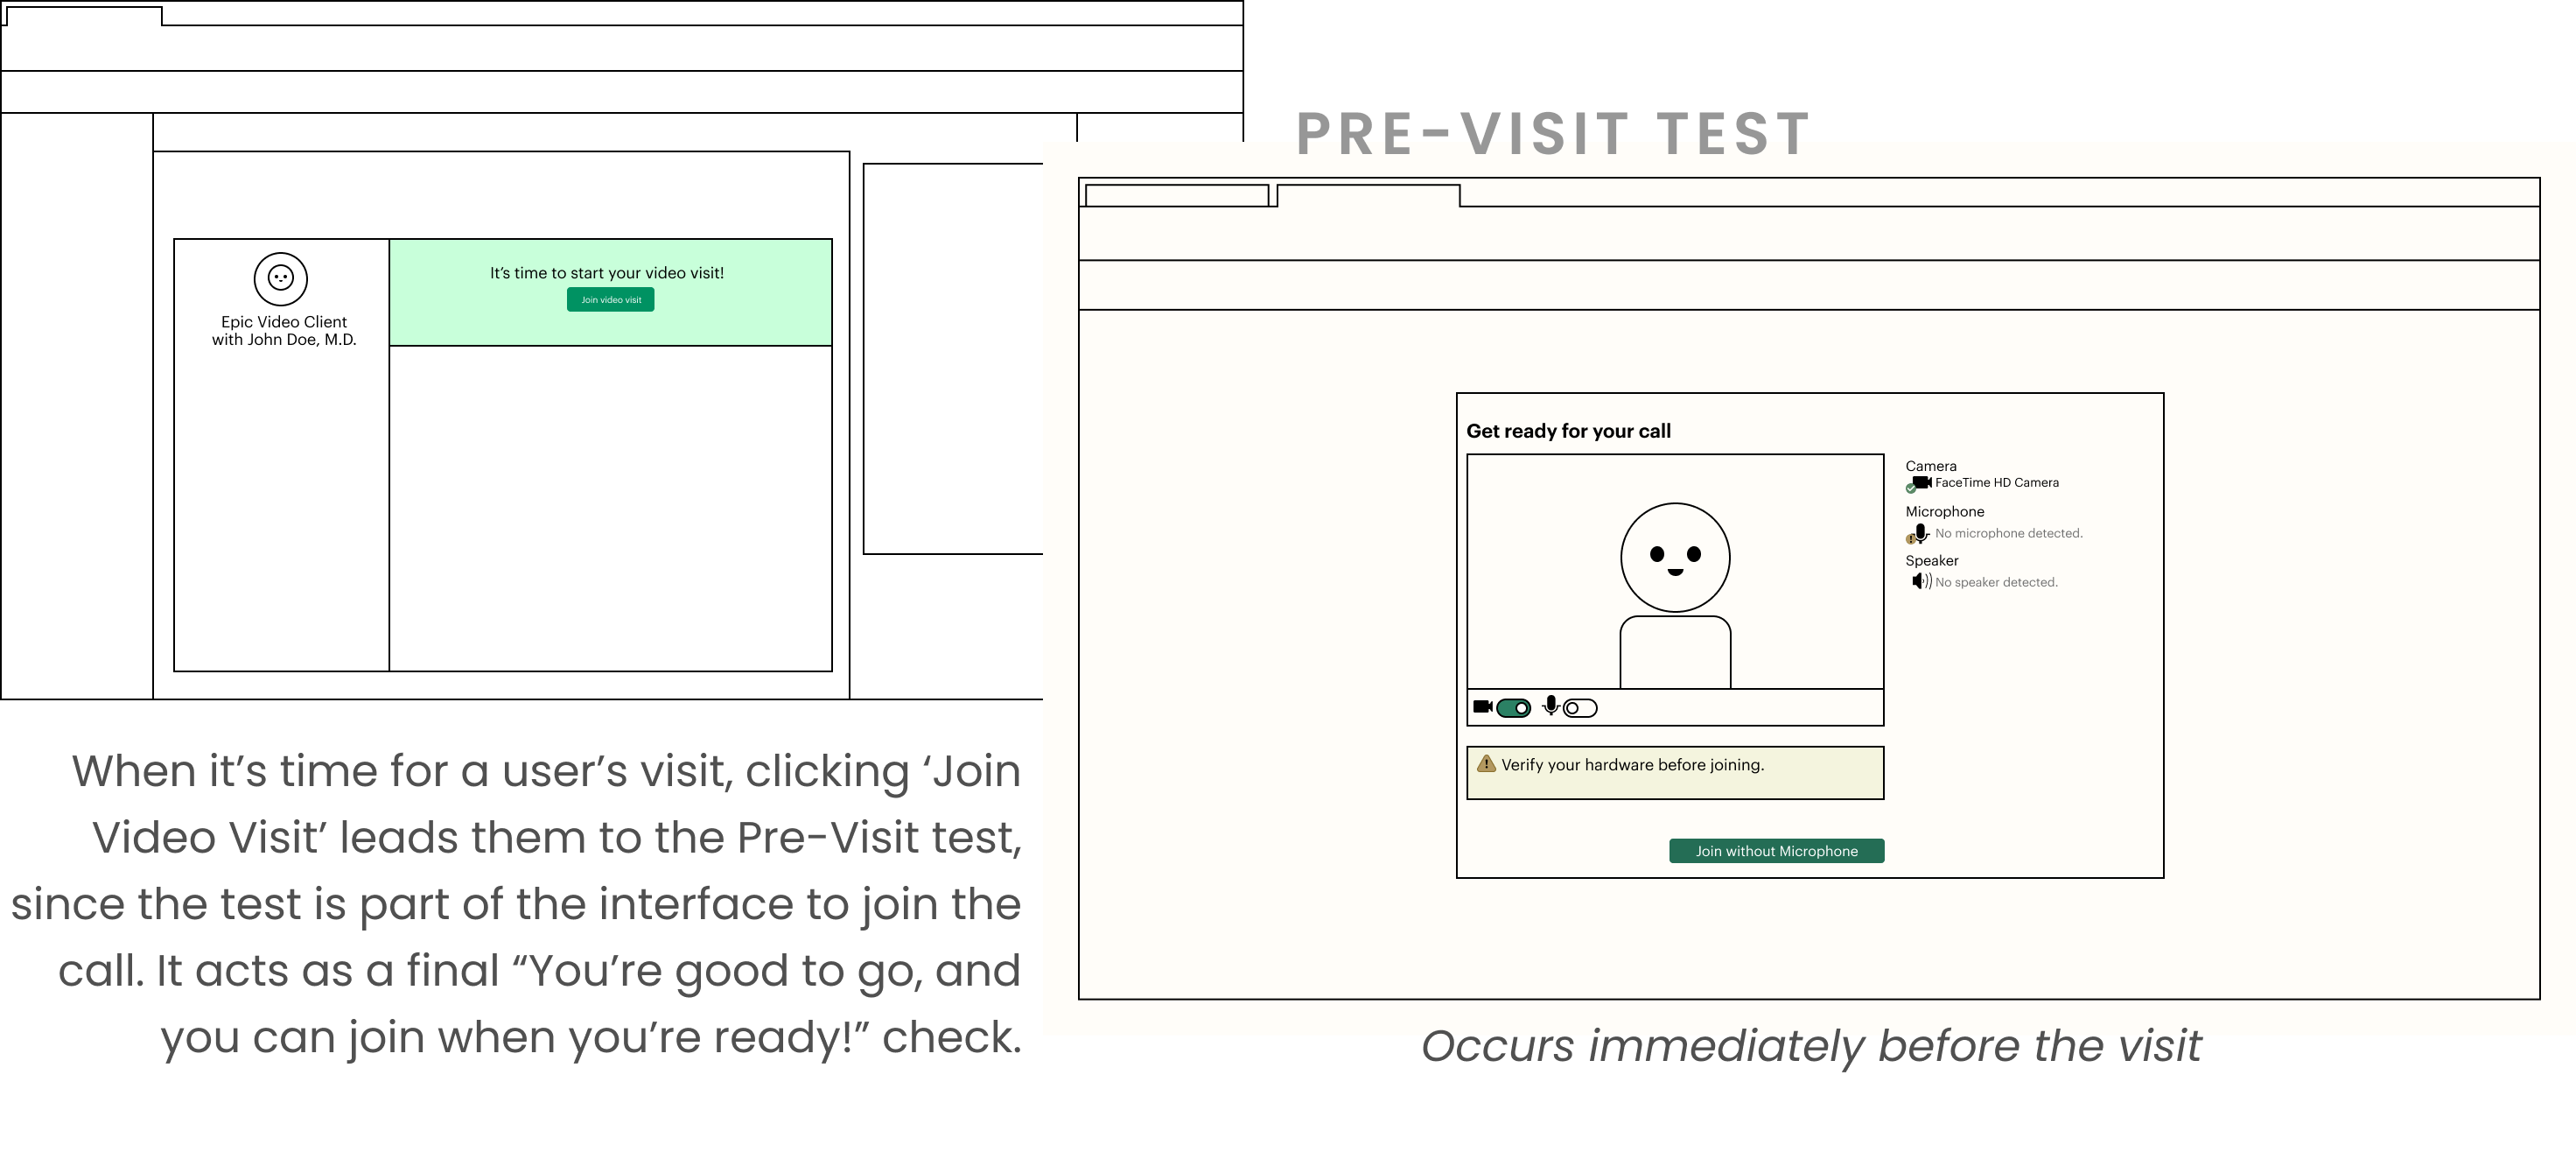 PRE-VISIT TEST
It’s time to start your video visit!
Join video visit
Epic Video Client
with John Doe, M.D.
When it’s time for a user’s visit, clicking ‘Join
Video Visit’ leads them to the Pre-Visit test,
since the test is part of the interface to join the
call. It acts as a final “You’re good to go, and
you can join when you’re ready!” check.
Get ready for your call
Camera
FaceTime HD Camera
Microphone
No microphone detected.
Speaker
No speaker detected.
Verify your hardware before joining.
Join without Microphone
Occurs immediately before the visit